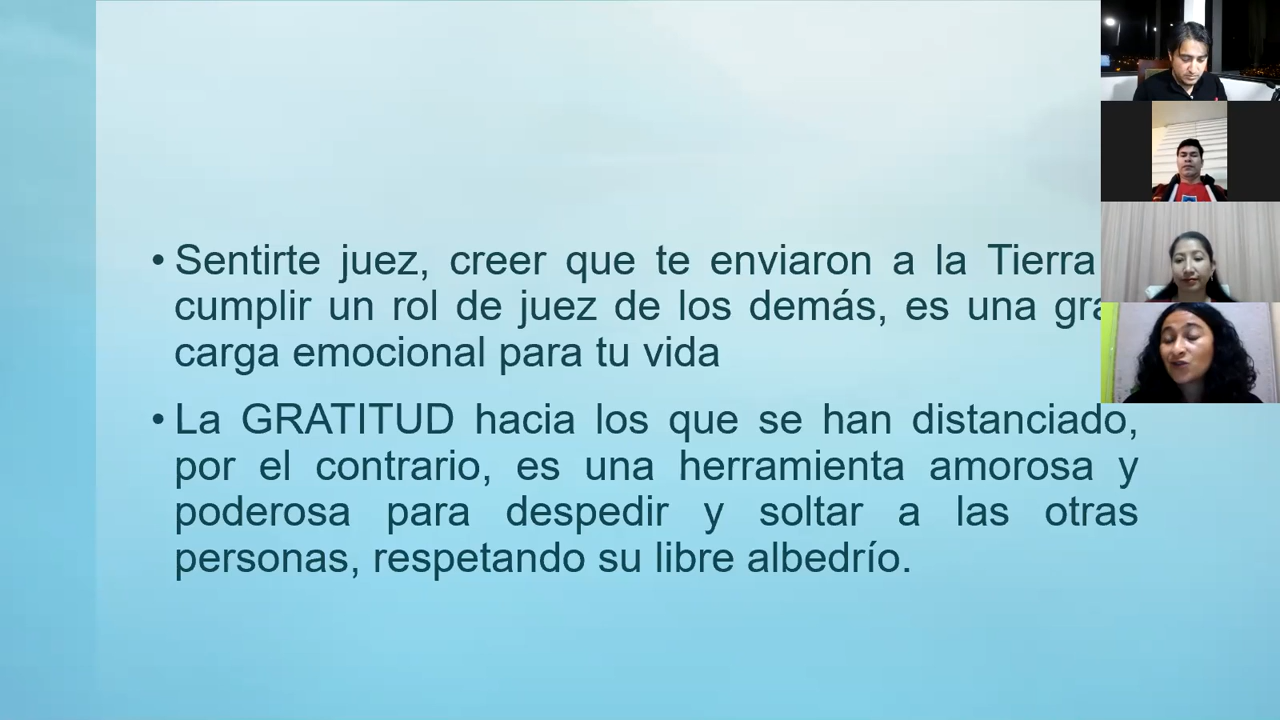 • Sentirte juez, creer que te enviaron a la Tierra
cumplir un rol de juez de los demás, es una
carga emocional para tu vida
• La GRATITUD hacia los que se han distanciado,
por el contrario, es una herramienta amorosa y
poderosa para despedir y soltar a las otras
personas, respetando su libre albedrío.